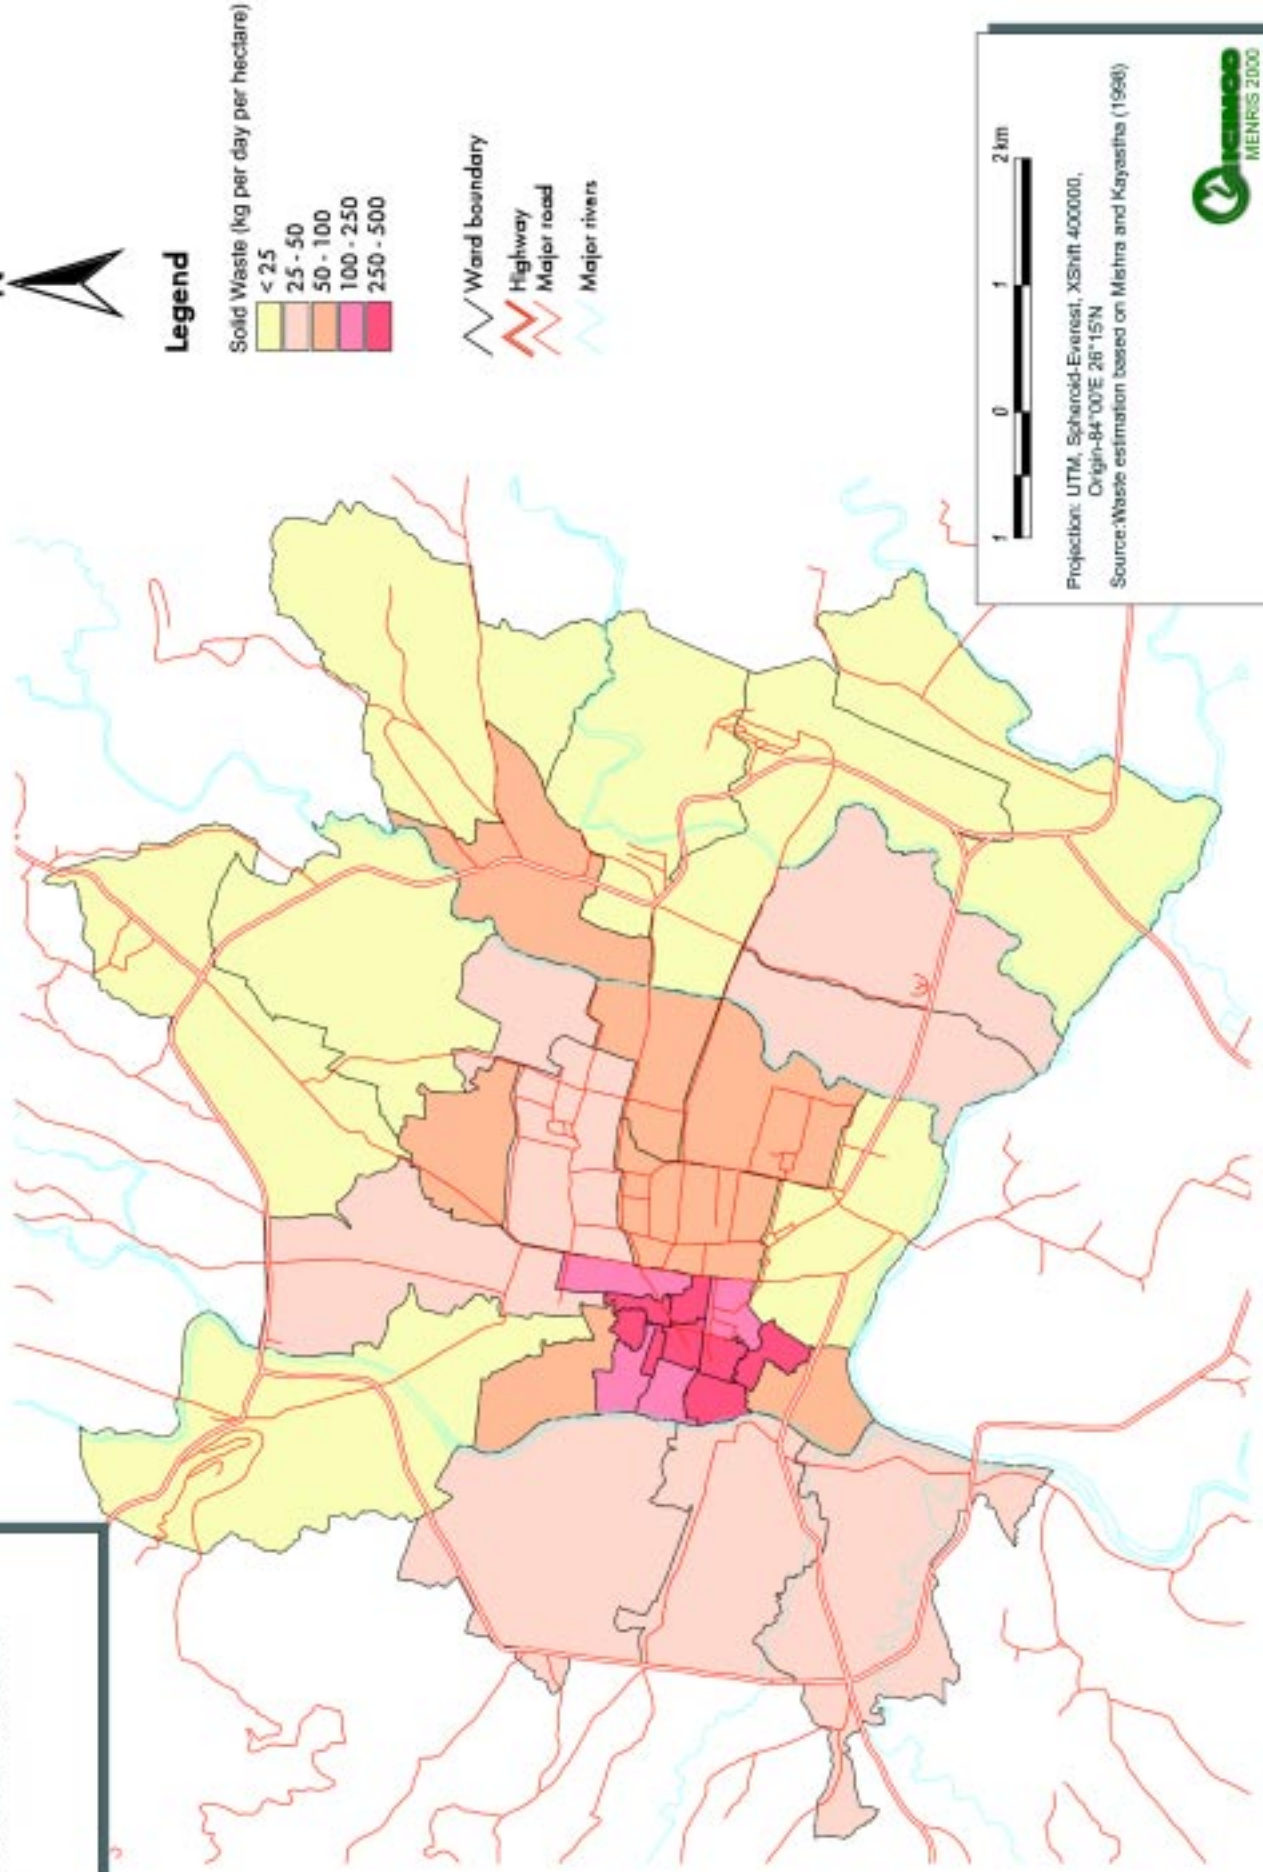 N
Legend
Solid Waste (kg per day per hectare)
< 25
25 - 50
50 - 100
100 - 250
250 - 500
Ward boundary
Highway
Major road
Major rivers
1 0 1 2 km
Projection: UTM, Spheroid-Everest, XShift 400000,
Origin-84°00'E 26°15'N
Source:Waste estimation based on Mishra and Kayastha (1998)
ICIMOD
MENRIS 2000